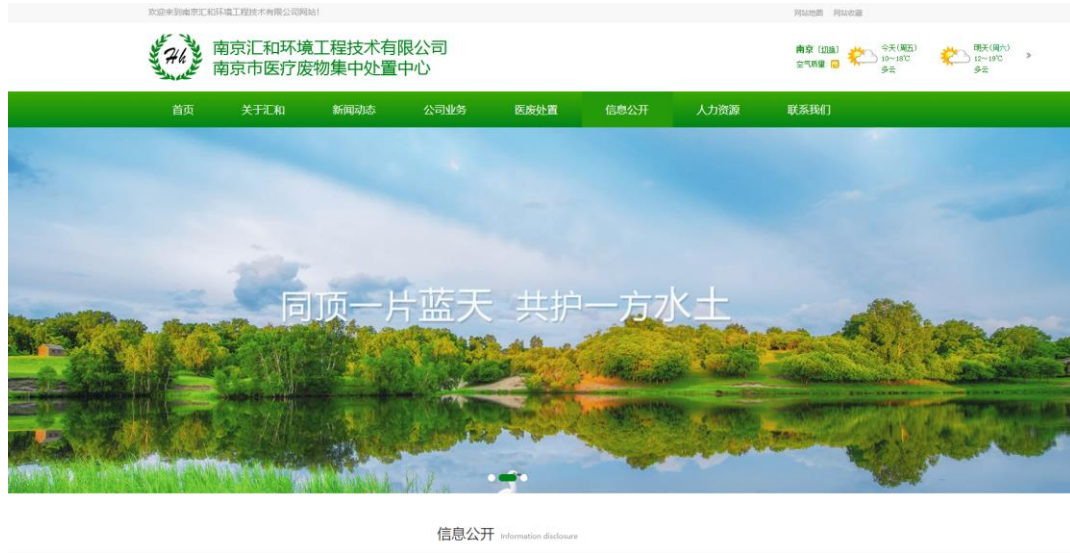 欢迎来到南京汇和环境工程技术有限公司网站!
网站地图 网站收藏
Hh
南京汇和环境工程技术有限公司
南京市医疗废物集中处置中心
南京 [切换]
空气质量:
今天(周五)
10~18℃
多云
明天(周六)
12~19℃
多云
首页 关于汇和 新闻动态 公司业务 医废处置 信息公开 人力资源 联系我们
同顶一片蓝天 共护一方水土
信息公开 Information disclosure